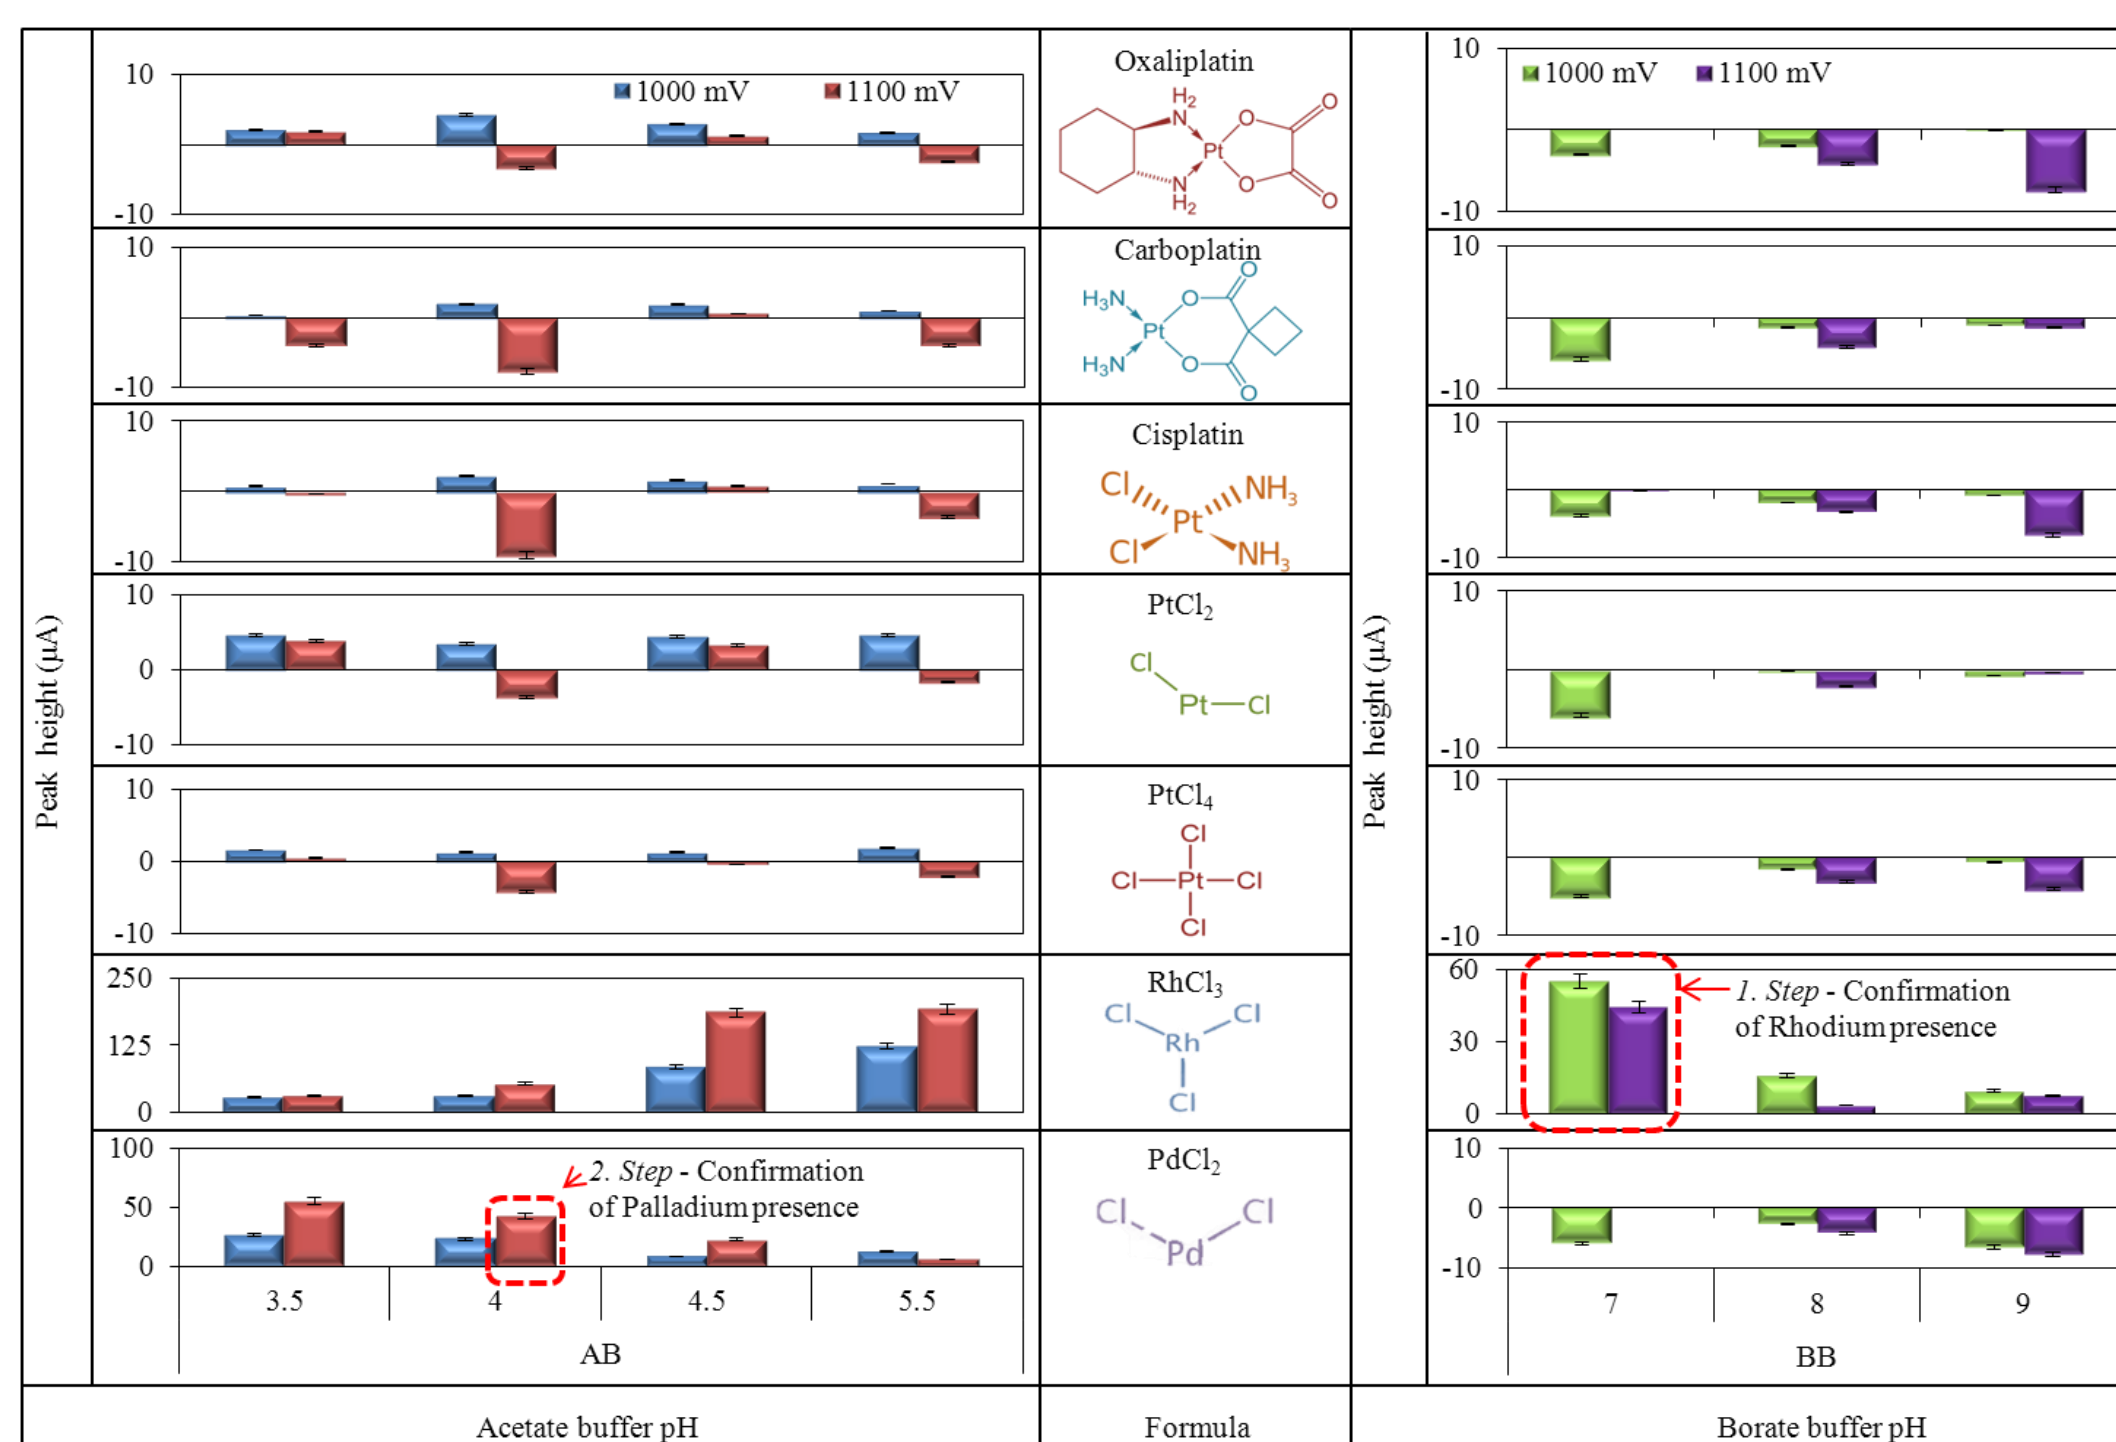 Peak height (µA)
10
-10
1000 mV
1100 mV
10
-10
10
-10
10
0
-10
10
0
-10
250
125
0
100
50
0
2. Step - Confirmation
of Palladium presence
3.5
4
4.5
5.5
AB
Acetate buffer pH
Oxaliplatin
H2
N
O
O
Pt
N
H2
O
O
Carboplatin
O
H3N
O
Pt
H3N
O
O
Cisplatin
Cl
NH3
Pt
Cl
NH3
PtCl2
Cl
Pt
Cl
PtCl4
Cl
Cl
Pt
Cl
Cl
RhCl3
Cl
Cl
Rh
Cl
PdCl2
Cl
Cl
Pd
Formula
Peak height (µA)
10
-10
1000 mV
1100 mV
10
-10
10
-10
10
-10
10
-10
60
30
0
1. Step - Confirmation
of Rhodium presence
10
0
-10
7
8
9
BB
Borate buffer pH